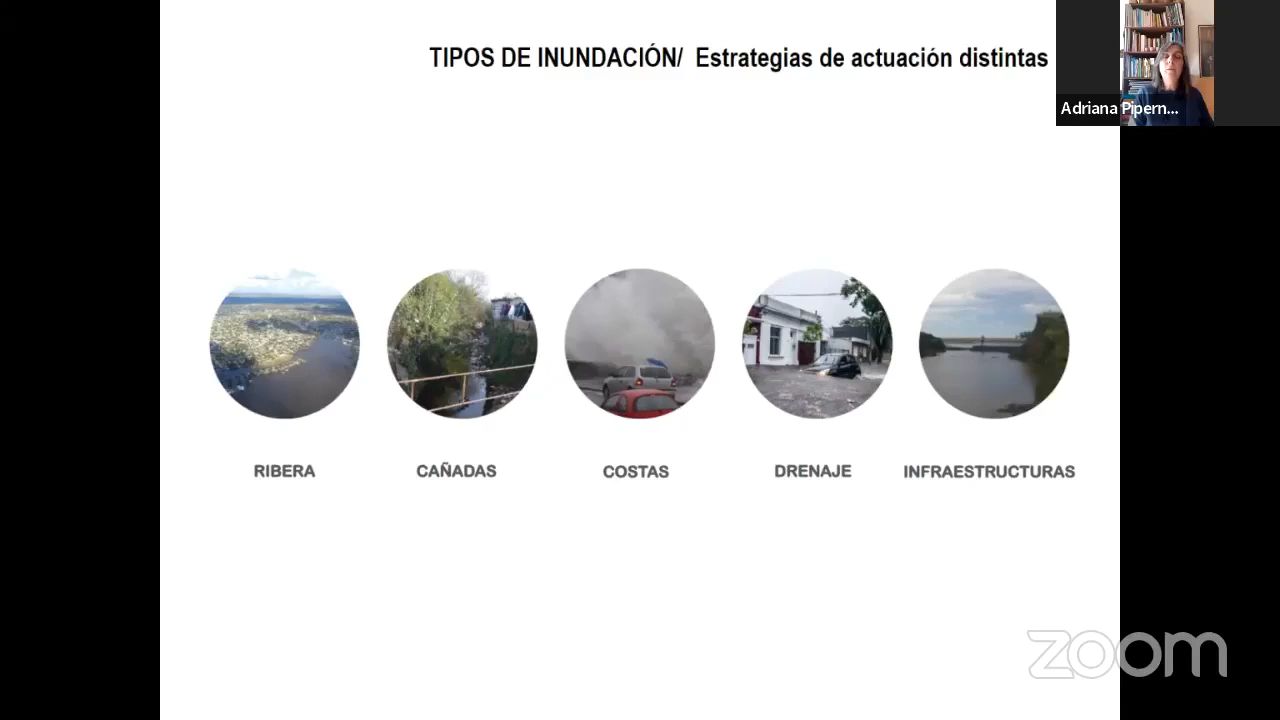 TIPOS DE INUNDACIÓN/ Estrategias de actuación distintas
Adriana Pipern...
RIBERA
CAÑADAS
COSTAS
DRENAJE
INFRAESTRUCTURAS
zoom